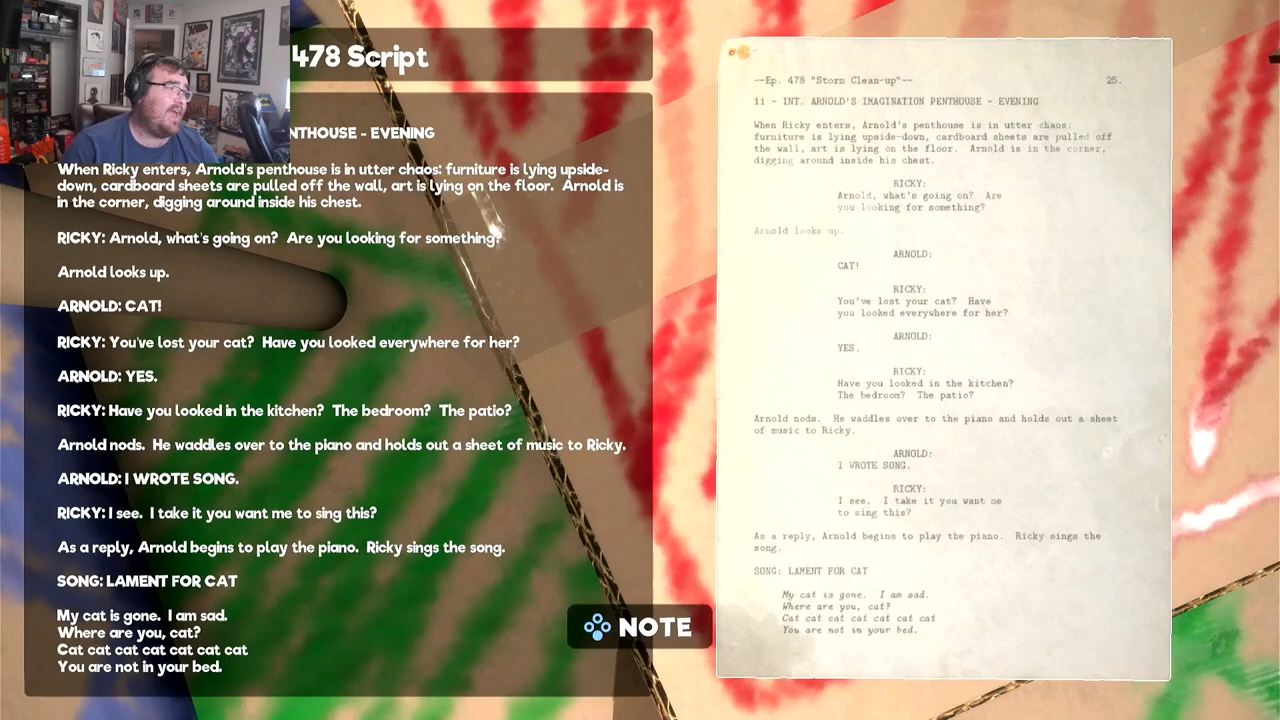 478 Script
NTHOUSE - EVENING
When Ricky enters, Arnold's penthouse is in utter chaos: furniture is lying upside-
down, cardboard sheets are pulled off the wall, art is lying on the floor.  Arnold is
in the corner, digging around inside his chest.
RICKY: Arnold, what's going on?  Are you looking for something?
Arnold looks up.
ARNOLD: CAT!
RICKY: You've lost your cat?  Have you looked everywhere for her?
ARNOLD: YES.
RICKY: Have you looked in the kitchen?  The bedroom?  The patio?
Arnold nods.  He waddles over to the piano and holds out a sheet of music to Ricky.
ARNOLD: I WROTE SONG.
RICKY: I see.  I take it you want me to sing this?
As a reply, Arnold begins to play the piano.  Ricky sings the song.
SONG: LAMENT FOR CAT
My cat is gone.  I am sad.
Where are you, cat?
Cat cat cat cat cat cat cat
You are not in your bed.
NOTE
--Ep. 478 "Storm Clean-up"-- 25.
11 - INT. ARNOLD'S IMAGINATION PENTHOUSE - EVENING
When Ricky enters, Arnold's penthouse is in utter chaos:
furniture is lying upside-down, cardboard sheets are pulled off
the wall, art is lying on the floor.  Arnold is in the corner,
digging around inside his chest.
RICKY:
Arnold, what's going on?  Are
you looking for something?
Arnold looks up.
ARNOLD:
CAT!
RICKY:
You've lost your cat?  Have
you looked everywhere for her?
ARNOLD:
YES.
RICKY:
Have you looked in the kitchen?
The bedroom?  The patio?
Arnold nods.  He waddles over to the piano and holds out a sheet
of music to Ricky.
ARNOLD:
I WROTE SONG.
RICKY:
I see.  I take it you want me
to sing this?
As a reply, Arnold begins to play the piano.  Ricky sings the
song.
SONG: LAMENT FOR CAT
My cat is gone.  I am sad.
Where are you, cat?
Cat cat cat cat cat cat cat
You are not in your bed.